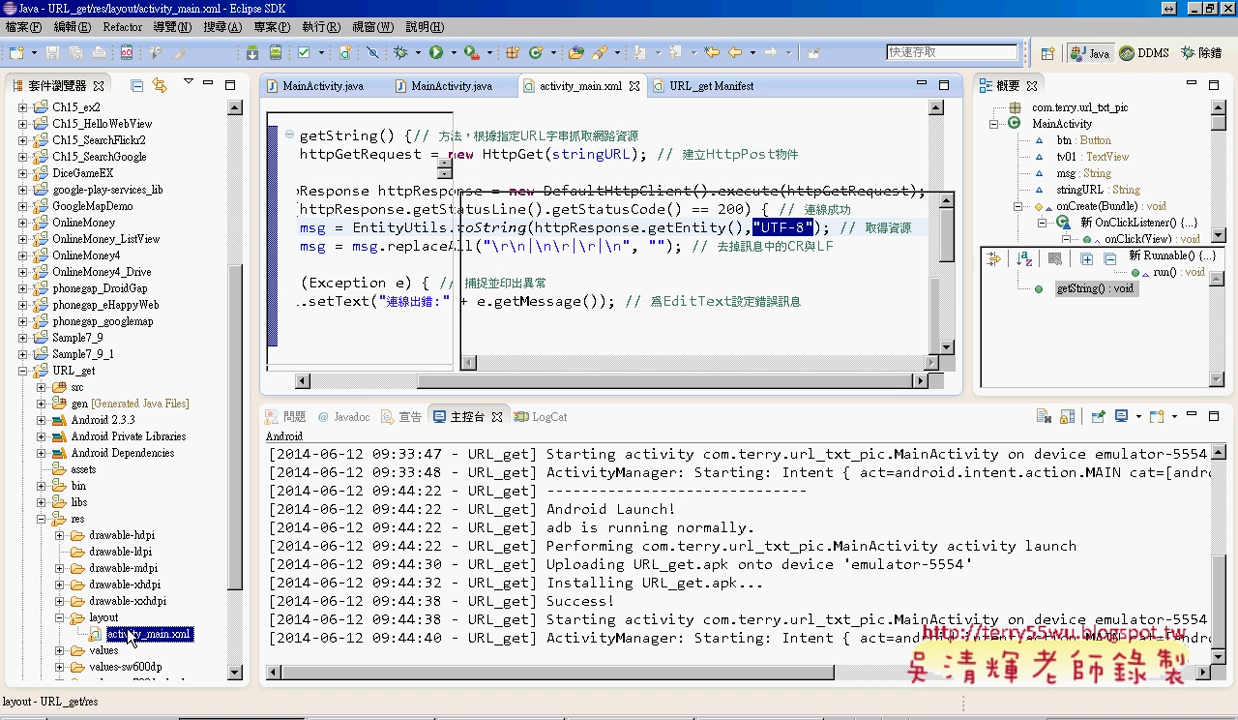 Java - URL_get/res/layout/activity_main.xml - Eclipse SDK
檔案(F) 編輯(E) Refactor 導覽(N) 搜尋(A) 專案(P) 執行(R) 視窗(W) 說明(H)
快速存取 Java DDMS 除錯
套件瀏覽器
Ch15_ex2
Ch15_HelloWebView
Ch15_SearchFlickr2
Ch15_SearchGoogle
DiceGameEX
google-play-services_lib
GoogleMapDemo
OnlineMoney
OnlineMoney_ListView
OnlineMoney4
OnlineMoney4_Drive
phonegap_DroidGap
phonegap_eHappyWeb
phonegap_googlemap
Sample7_9
Sample7_9_1
URL_get
src
gen [Generated Java Files]
Android 2.3.3
Android Private Libraries
Android Dependencies
assets
bin
libs
res
drawable-hdpi
drawable-ldpi
drawable-mdpi
drawable-xhdpi
drawable-xxhdpi
layout
activity_main.xml
values
values-sw600dp
MainActivity.java MainActivity.java activity_main.xml URL_get Manifest
getString() {// 方法，根據指定URL字串抓取網路資源
httpGetRequest = new HttpGet(stringURL); // 建立HttpPost物件
Response httpResponse = new DefaultHttpClient().execute(httpGetRequest);
httpResponse.getStatusLine().getStatusCode() == 200) { // 連線成功
msg = EntityUtils.toString(httpResponse.getEntity(),"UTF-8"); // 取得資源
msg = msg.replaceAll("\r\n|\n\r|\r|\n", ""); // 去掉訊息中的CR與LF
(Exception e) { // 捕捉並印出異常
.setText("連線出錯:" + e.getMessage()); // 為EditText設定錯誤訊息
概要
com.terry.url_txt_pic
MainActivity
btn : Button
tv01 : TextView
msg : String
stringURL : String
onCreate(Bundle) : void
新 OnClickListener() {...}
onClick(View) : void
新 Runnable() {...}
run() : void
getString() : void
問題 Javadoc 宣告 主控台 LogCat
Android
[2014-06-12 09:33:47 - URL_get] Starting activity com.terry.url_txt_pic.MainActivity on device emulator-5554
[2014-06-12 09:33:48 - URL_get] ActivityManager: Starting: Intent { act=android.intent.action.MAIN cat=[andro
[2014-06-12 09:44:22 - URL_get] ------------------------------
[2014-06-12 09:44:22 - URL_get] Android Launch!
[2014-06-12 09:44:22 - URL_get] adb is running normally.
[2014-06-12 09:44:22 - URL_get] Performing com.terry.url_txt_pic.MainActivity activity launch
[2014-06-12 09:44:30 - URL_get] Uploading URL_get.apk onto device 'emulator-5554'
[2014-06-12 09:44:32 - URL_get] Installing URL_get.apk...
[2014-06-12 09:44:38 - URL_get] Success!
[2014-06-12 09:44:38 - URL_get] Starting activity com.terry.url_txt_pic.MainActivity on device emulator-5554
[2014-06-12 09:44:40 - URL_get] ActivityManager: Starting: Intent { act=android.intent.action.MAIN cat=[andro
http://terry55wu.blogspot.tw
吳清輝老師錄製
layout - URL_get/res